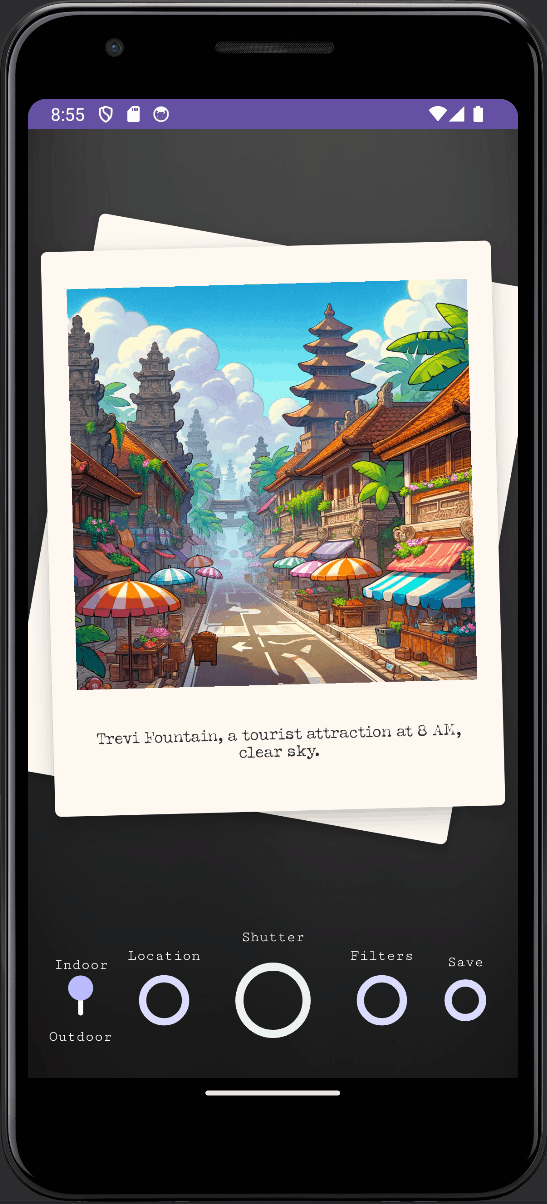 8:55
Trevi Fountain, a tourist attraction at 8 AM,
clear sky.
Shutter
Indoor
Location
Filters
Save
Outdoor